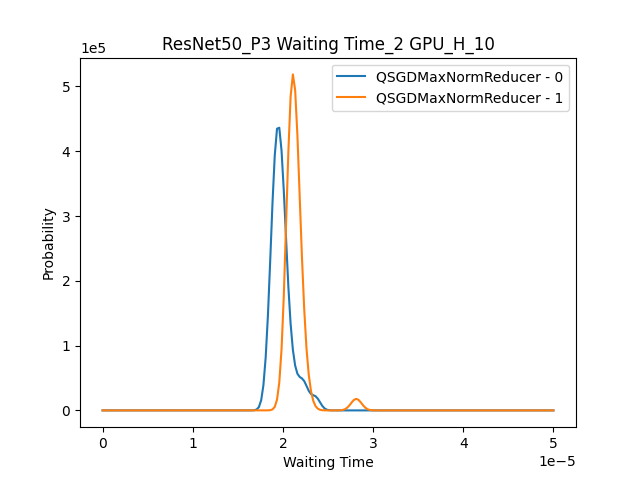 ResNet50_P3 Waiting Time_2 GPU_H_10
1e5
QSGDMaxNormReducer - 0
QSGDMaxNormReducer - 1
5
4
3
2
1
0
Probability
0 1 2 3 4 5
1e−5
Waiting Time